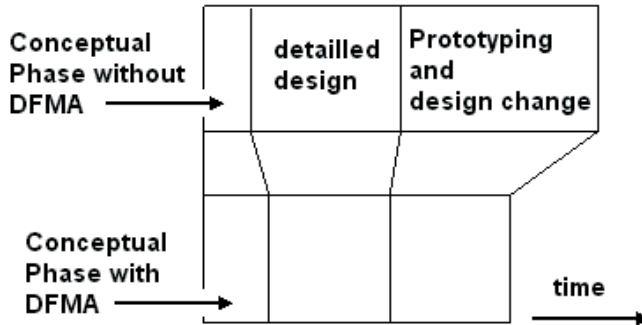 Conceptual
Phase without
DFMA
detailled
design
Prototyping
and
design change
Conceptual
Phase with
DFMA
time